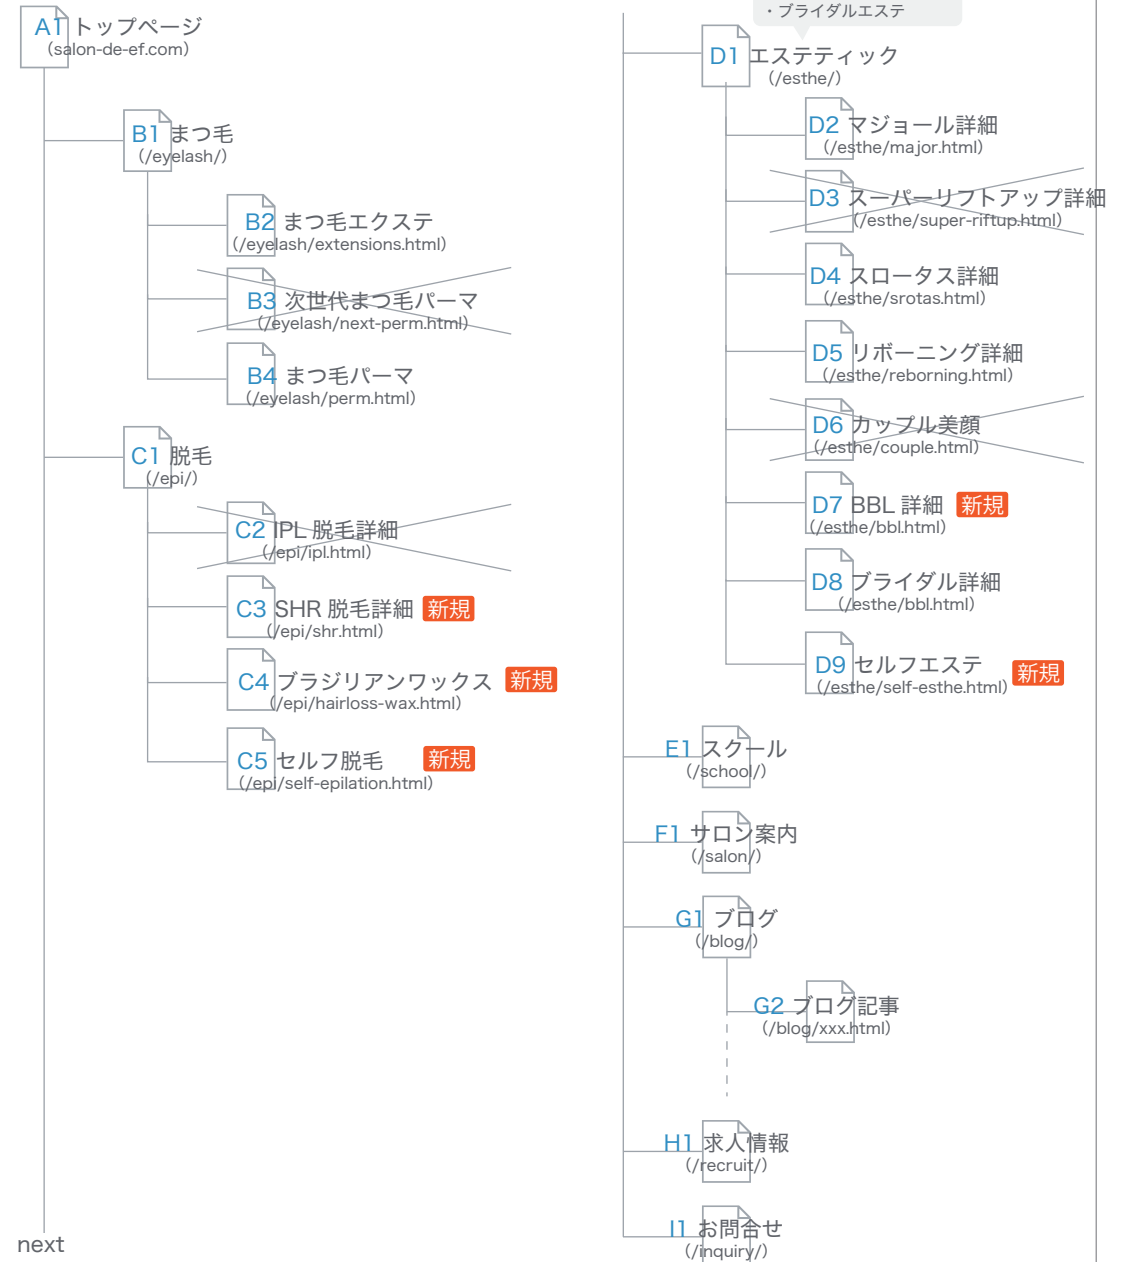 A1 トップページ
（salon-de-ef.com）
B1 まつ毛
（/eyelash/）
B2 まつ毛エクステ
（/eyelash/extensions.html）
B3 次世代まつ毛パーマ
（/eyelash/next-perm.html）
B4 まつ毛パーマ
（/eyelash/perm.html）
C1 脱毛
（/epi/）
C2 IPL 脱毛詳細
（/epi/ipl.html）
C3 SHR 脱毛詳細 新規
（/epi/shr.html）
C4 ブラジリアンワックス 新規
（/epi/hairloss-wax.html）
C5 セルフ脱毛 新規
（/epi/self-epilation.html）
next
・ブライダルエステ
D1 エステティック
（/esthe/）
D2 マジョール詳細
（/esthe/major.html）
D3 スーパーリフトアップ詳細
（/esthe/super-riftup.html）
D4 スロータス詳細
（/esthe/srotas.html）
D5 リボーニング詳細
（/esthe/reborning.html）
D6 カップル美顔
（/esthe/couple.html）
D7 BBL 詳細 新規
（/esthe/bbl.html）
D8 ブライダル詳細
（/esthe/bbl.html）
D9 セルフエステ 新規
（/esthe/self-esthe.html）
E1 スクール
（/school/）
F1 サロン案内
（/salon/）
G1 ブログ
（/blog/）
G2 ブログ記事
（/blog/xxx.html）
H1 求人情報
（/recruit/）
I1 お問合せ
（/inquiry/）